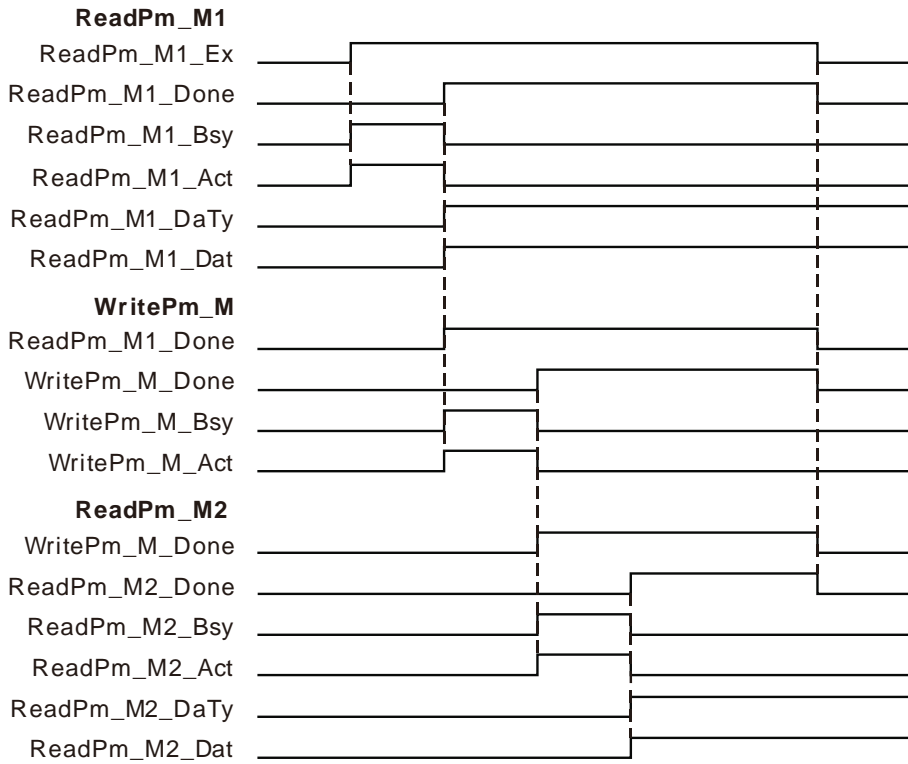 ReadPm_M1
ReadPm_M1_Ex
ReadPm_M1_Done
ReadPm_M1_Bsy
ReadPm_M1_Act
ReadPm_M1_DaTy
ReadPm_M1_Dat
WritePm_M
ReadPm_M1_Done
WritePm_M_Done
WritePm_M_Bsy
WritePm_M_Act
ReadPm_M2
WritePm_M_Done
ReadPm_M2_Done
ReadPm_M2_Bsy
ReadPm_M2_Act
ReadPm_M2_DaTy
ReadPm_M2_Dat